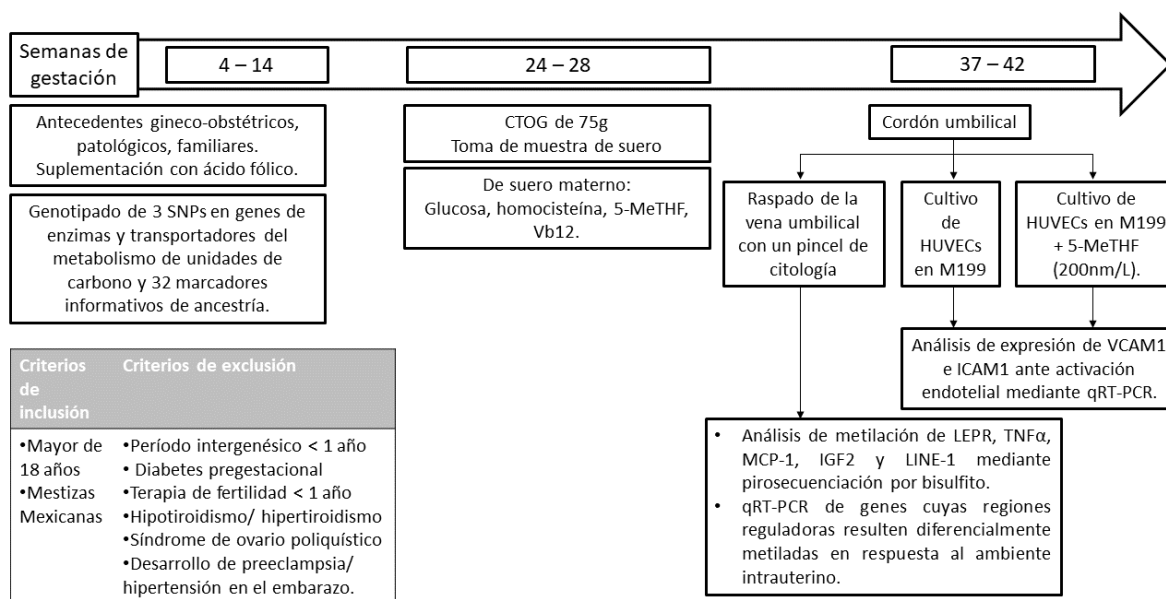 Semanas de
gestación
4 – 14
24 – 28
37 – 42
Antecedentes gineco-obstétricos,
patológicos, familiares.
Suplementación con ácido fólico.
Genotipado de 3 SNPs en genes de
enzimas y transportadores del
metabolismo de unidades de
carbono y 32 marcadores
informativos de ancestría.
CTOG de 75g
Toma de muestra de suero
De suero materno:
Glucosa, homocisteína, 5-MeTHF,
Vb12.
Cordón umbilical
Raspado de la
vena umbilical
con un pincel de
citología
Cultivo
de
HUVECs
en M199
Cultivo de
HUVECs en M199
+ 5-MeTHF
(200nm/L).
Análisis de expresión de VCAM1
e ICAM1 ante activación
endotelial mediante qRT-PCR.
• Análisis de metilación de LEPR, TNFα,
MCP-1, IGF2 y LINE-1 mediante
pirosecuenciación por bisulfito.
• qRT-PCR de genes cuyas regiones
reguladoras resulten diferencialmente
metiladas en respuesta al ambiente
intrauterino.
Criterios
de
inclusión
Criterios de exclusión
•Mayor de
18 años
•Mestizas
Mexicanas
•Período intergenésico < 1 año
• Diabetes pregestacional
•Terapia de fertilidad < 1 año
•Hipotiroidismo/ hipertiroidismo
•Síndrome de ovario poliquístico
•Desarrollo de preeclampsia/
hipertensión en el embarazo.